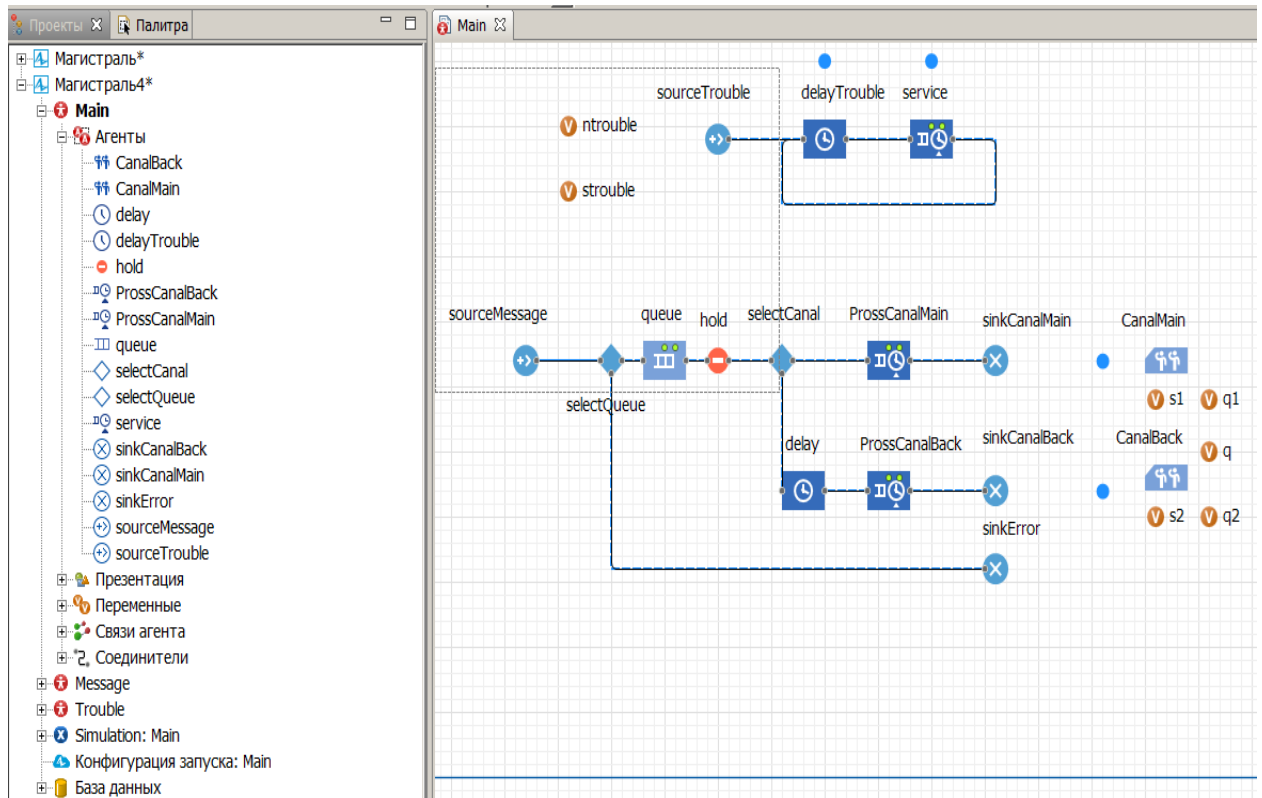 Проекты
Палитра
Main
Магистраль*
Магистраль4*
Main
Агенты
CanalBack
CanalMain
delay
delayTrouble
hold
ProssCanalBack
ProssCanalMain
queue
selectCanal
selectQueue
service
sinkCanalBack
sinkCanalMain
sinkError
sourceMessage
sourceTrouble
Презентация
Переменные
Связи агента
Соединители
Message
Trouble
Simulation: Main
Конфигурация запуска: Main
База данных
sourceTrouble delayTrouble service
V ntrouble
V strouble
sourceMessage queue hold selectCanal ProssCanalMain sinkCanalMain CanalMain
V s1 V q1
selectQueue
delay ProssCanalBack sinkCanalBack CanalBack
V q
V s2 V q2
sinkError